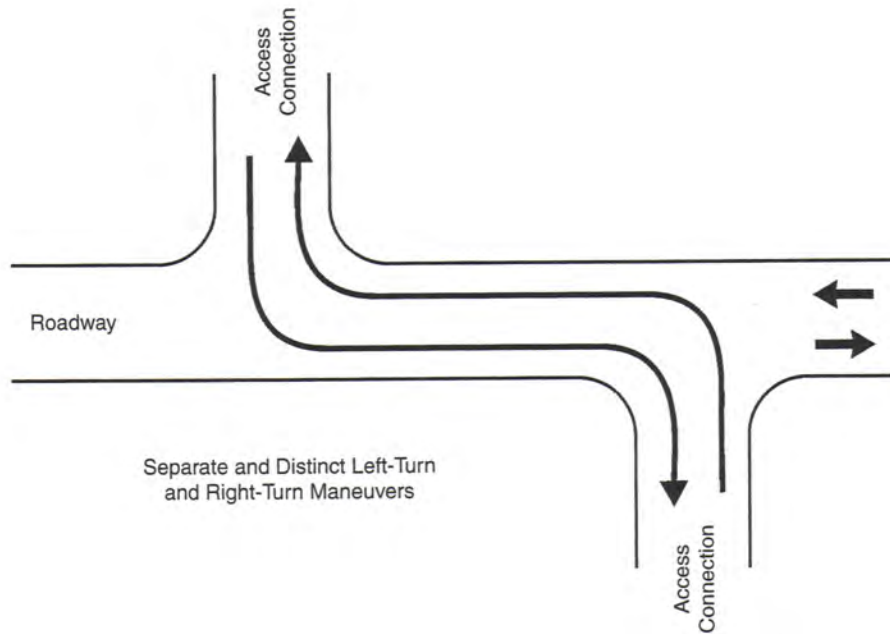 Access
Connection
Roadway
Separate and Distinct Left-Turn
and Right-Turn Maneuvers
Access
Connection